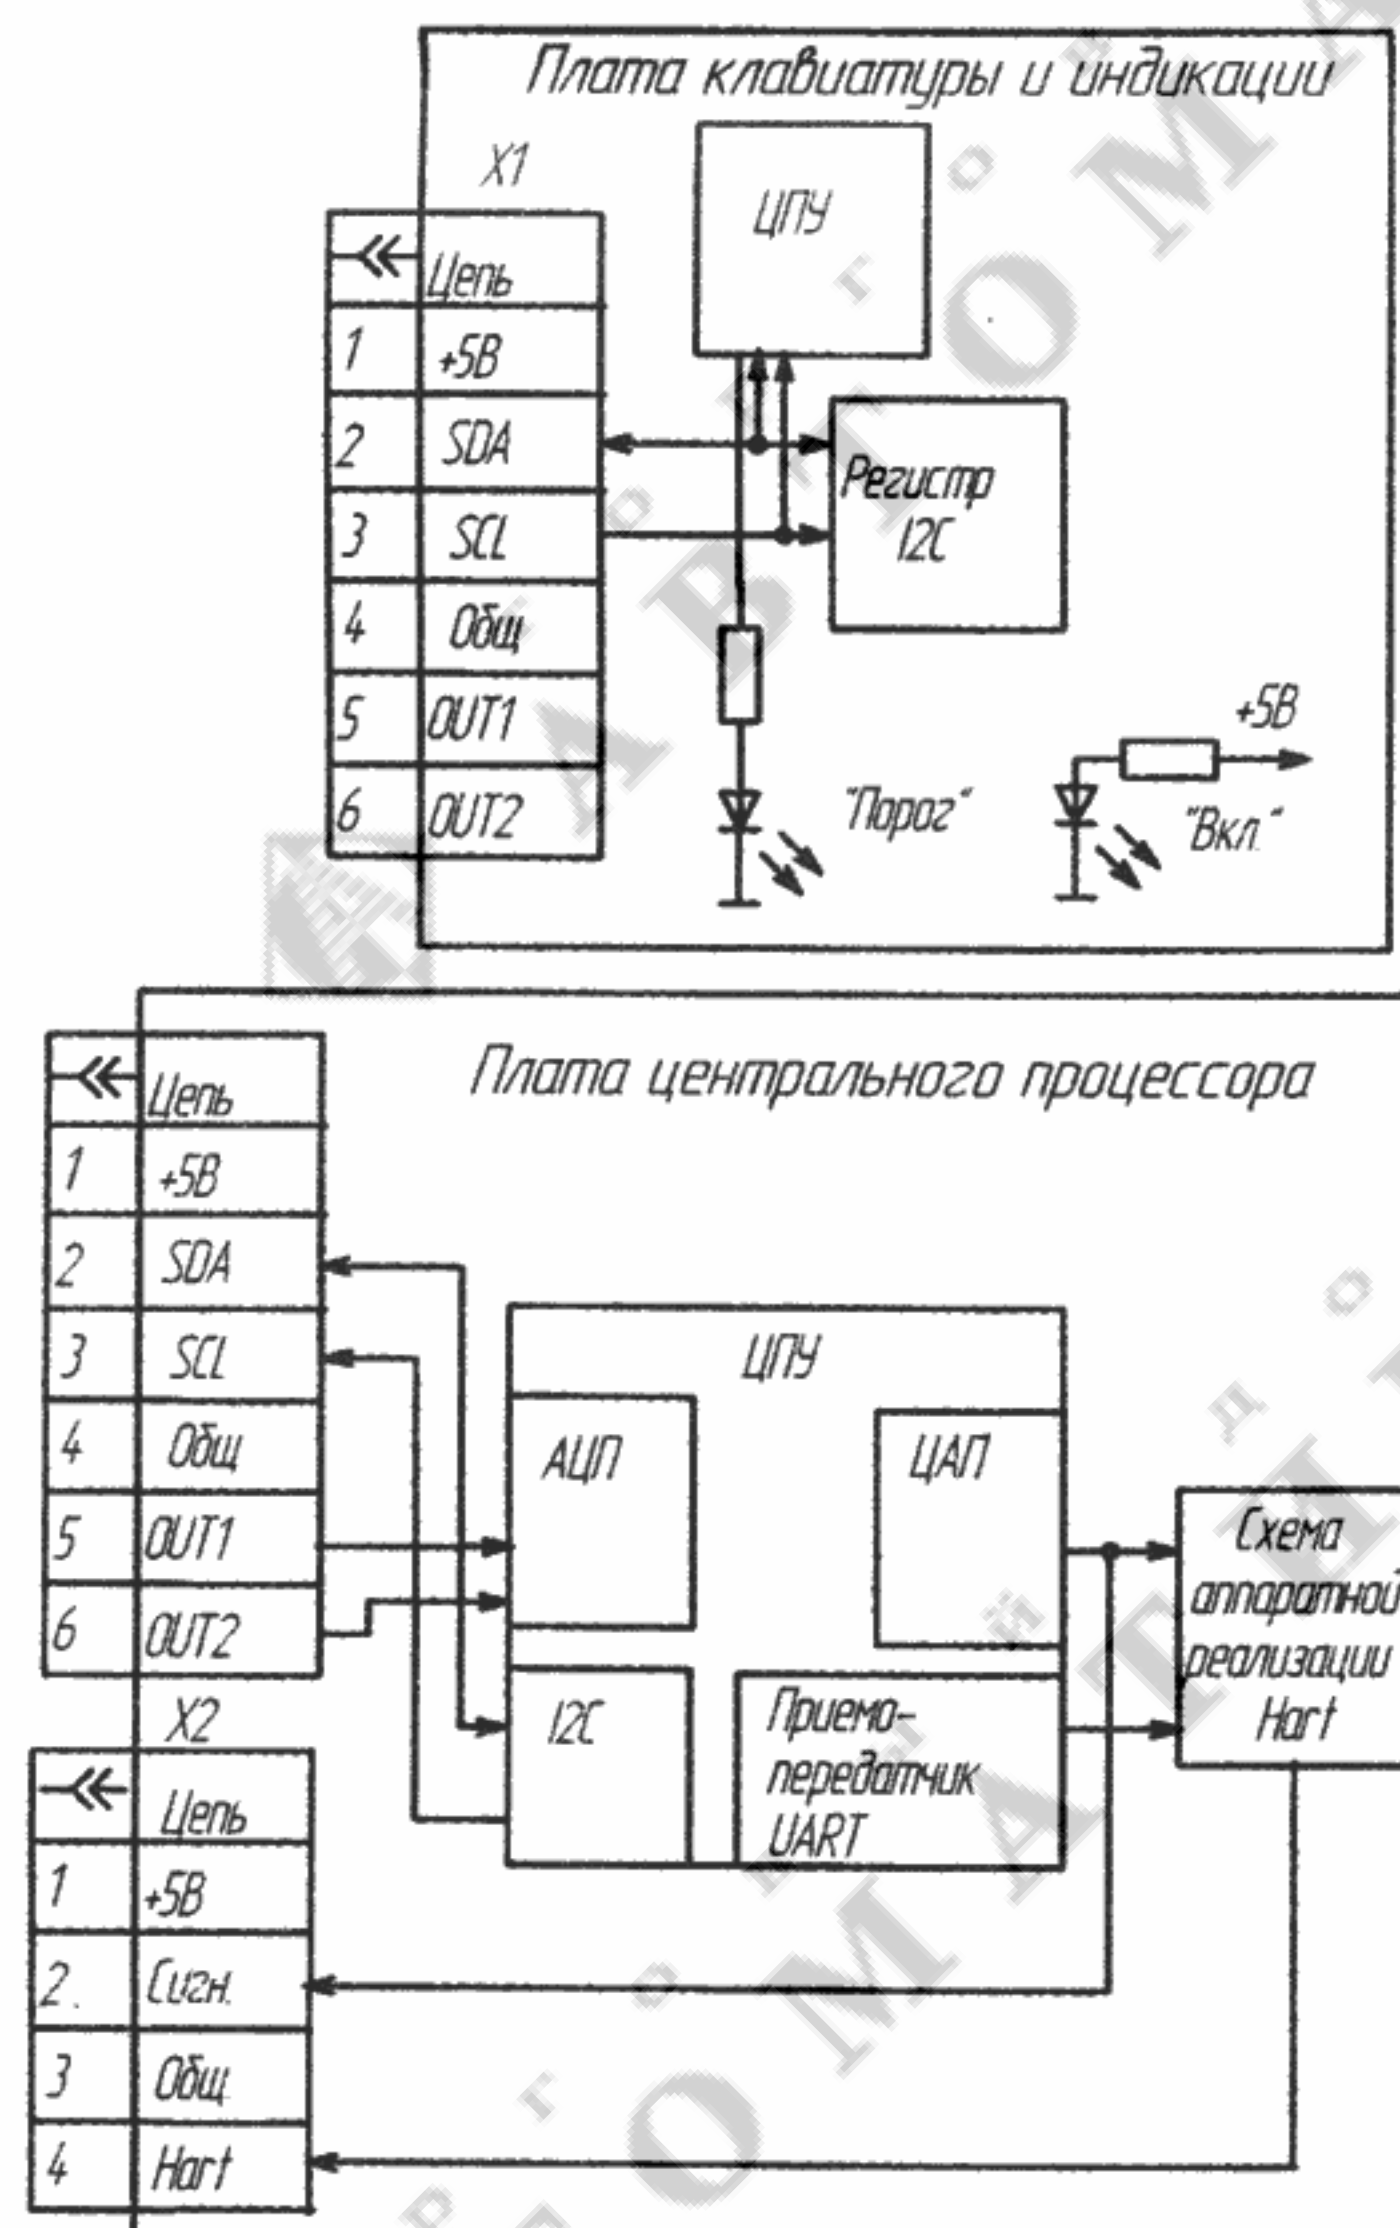 Плата клавиатуры и индикации
X1
ЦПУ
Цепь
1 +5В
2 SDA
3 SCL
4 Общ
5 OUT1
6 OUT2
Регистр
I2C
+5В
"Порог"
"Вкл."
Плата центрального процессора
Цепь
1 +5В
2 SDA
3 SCL
4 Общ
5 OUT1
6 OUT2
ЦПУ
АЦП
ЦАП
I2C
Приемо-
передатчик
UART
Схема
аппаратной
реализации
Hart
X2
Цепь
1 +5В
2. Сигн.
3 Общ.
4 Hart